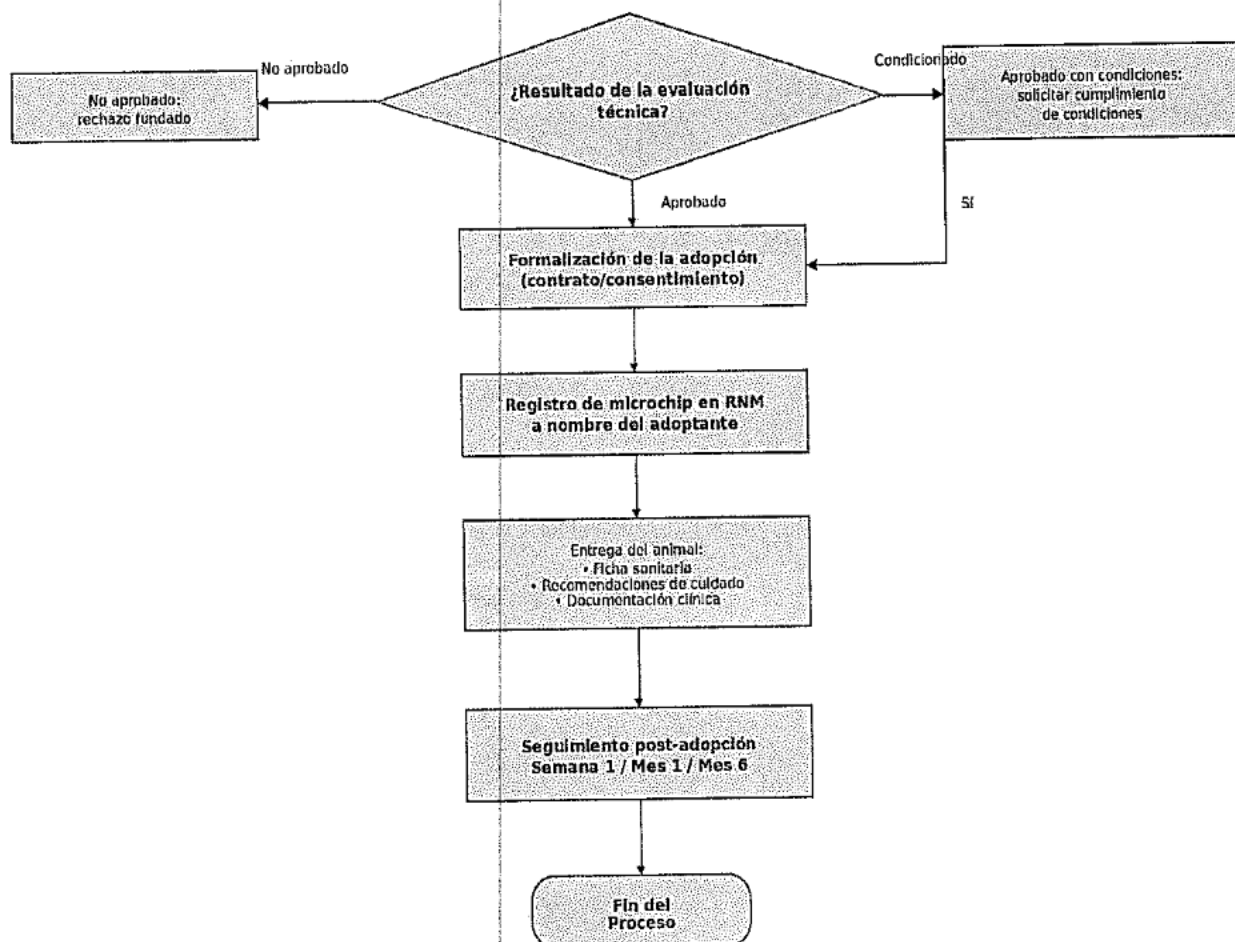 ¿Resultado de la evaluación
técnica?
No aprobado
No aprobado:
rechazo fundado
Condicionado
Aprobado con condiciones:
solicitar cumplimiento
de condiciones
Aprobado
Sí
Formalización de la adopción
(contrato/consentimiento)
Registro de microchip en RNM
a nombre del adoptante
Entrega del animal:
• Ficha sanitaria
• Recomendaciones de cuidado
• Documentación clínica
Seguimiento post-adopción
Semana 1 / Mes 1 / Mes 6
Fin del
Proceso